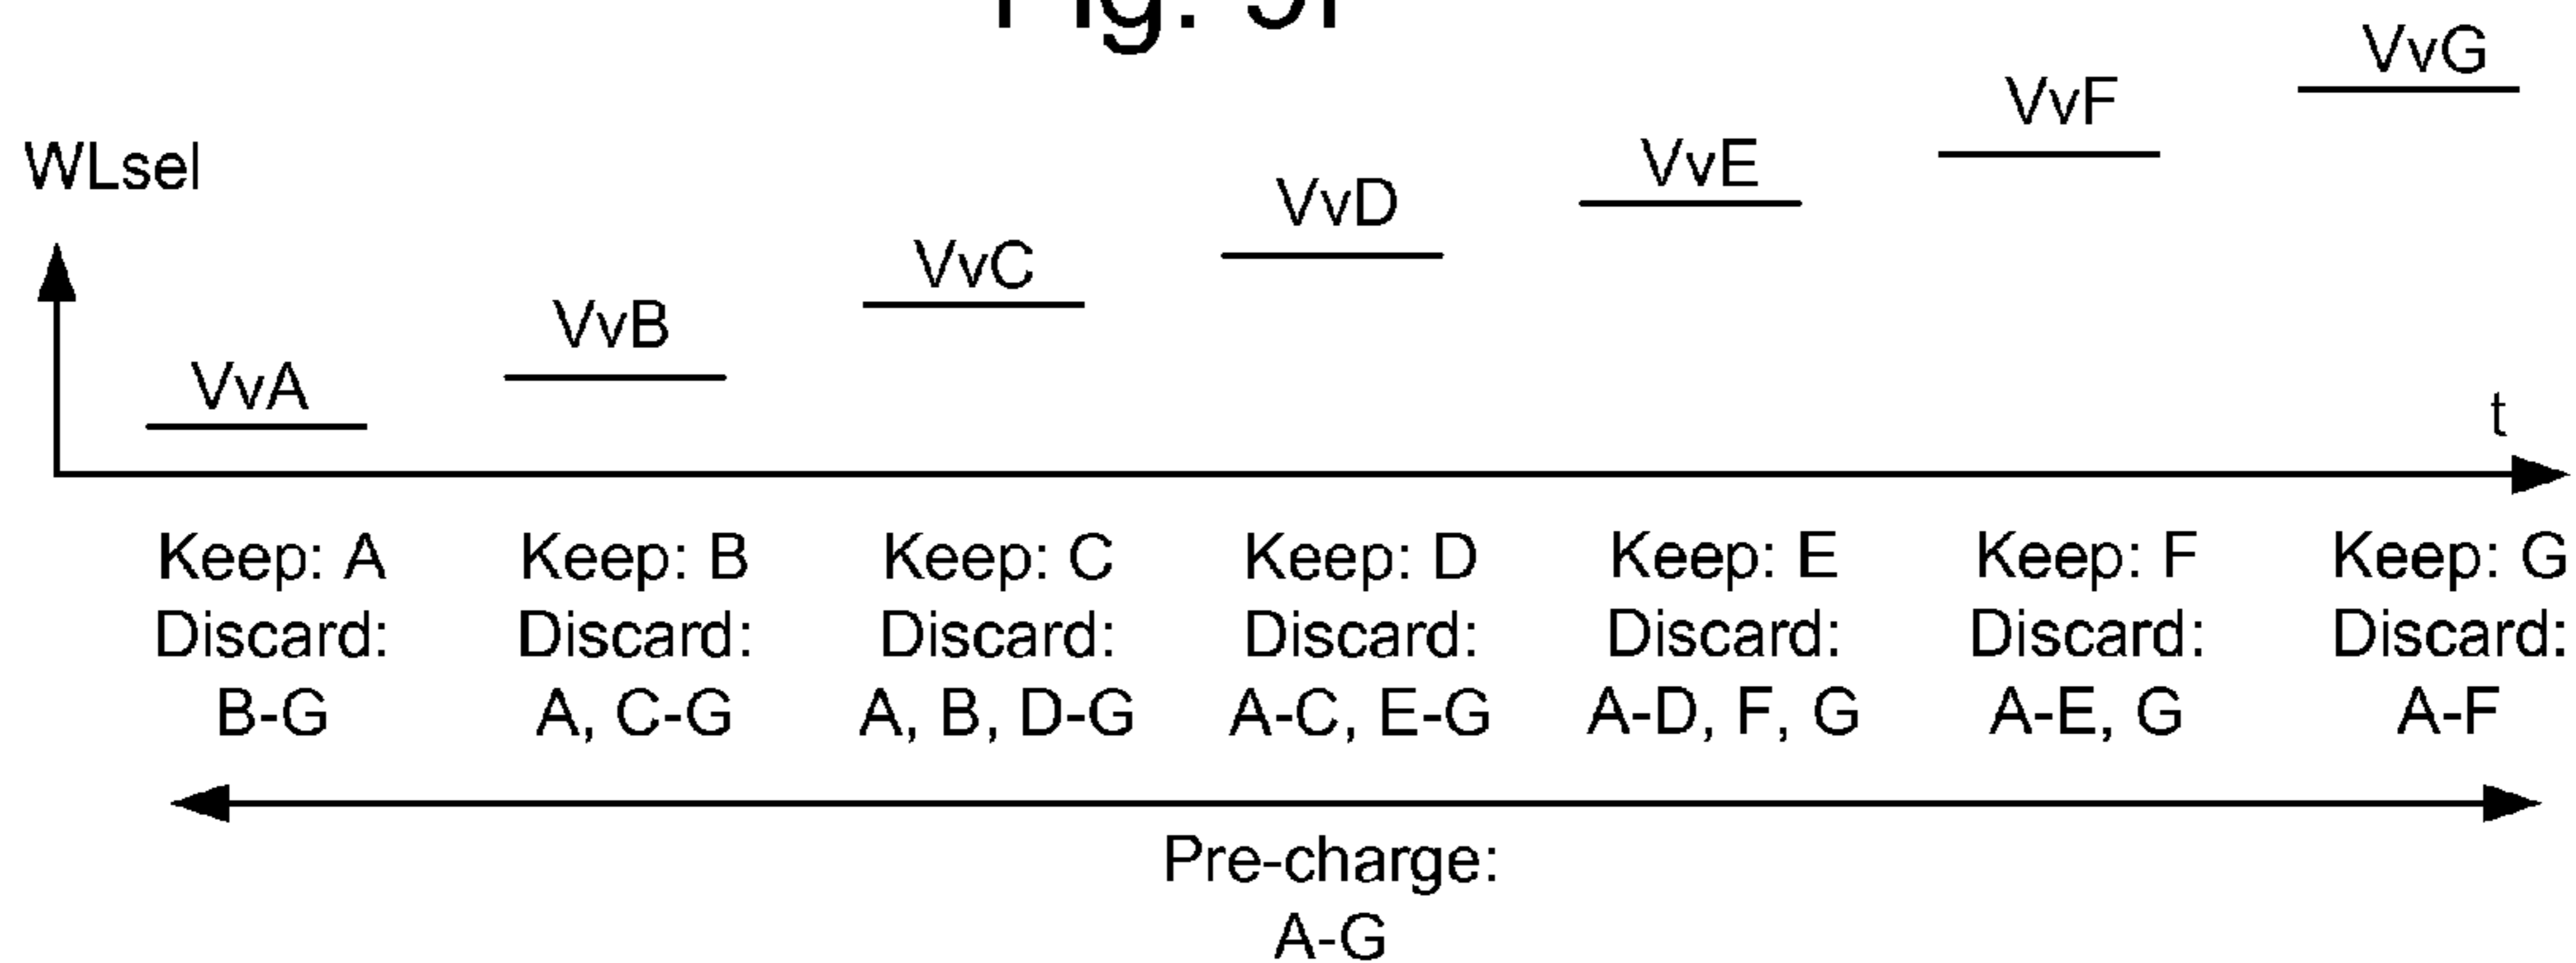 VvG
VvF
WLsel
VvE
VvD
VvC
VvB
VvA
t
Keep: A Keep: B Keep: C Keep: D Keep: E Keep: F Keep: G
Discard: Discard: Discard: Discard: Discard: Discard: Discard:
B-G A, C-G A, B, D-G A-C, E-G A-D, F, G A-E, G A-F
Pre-charge:
A-G